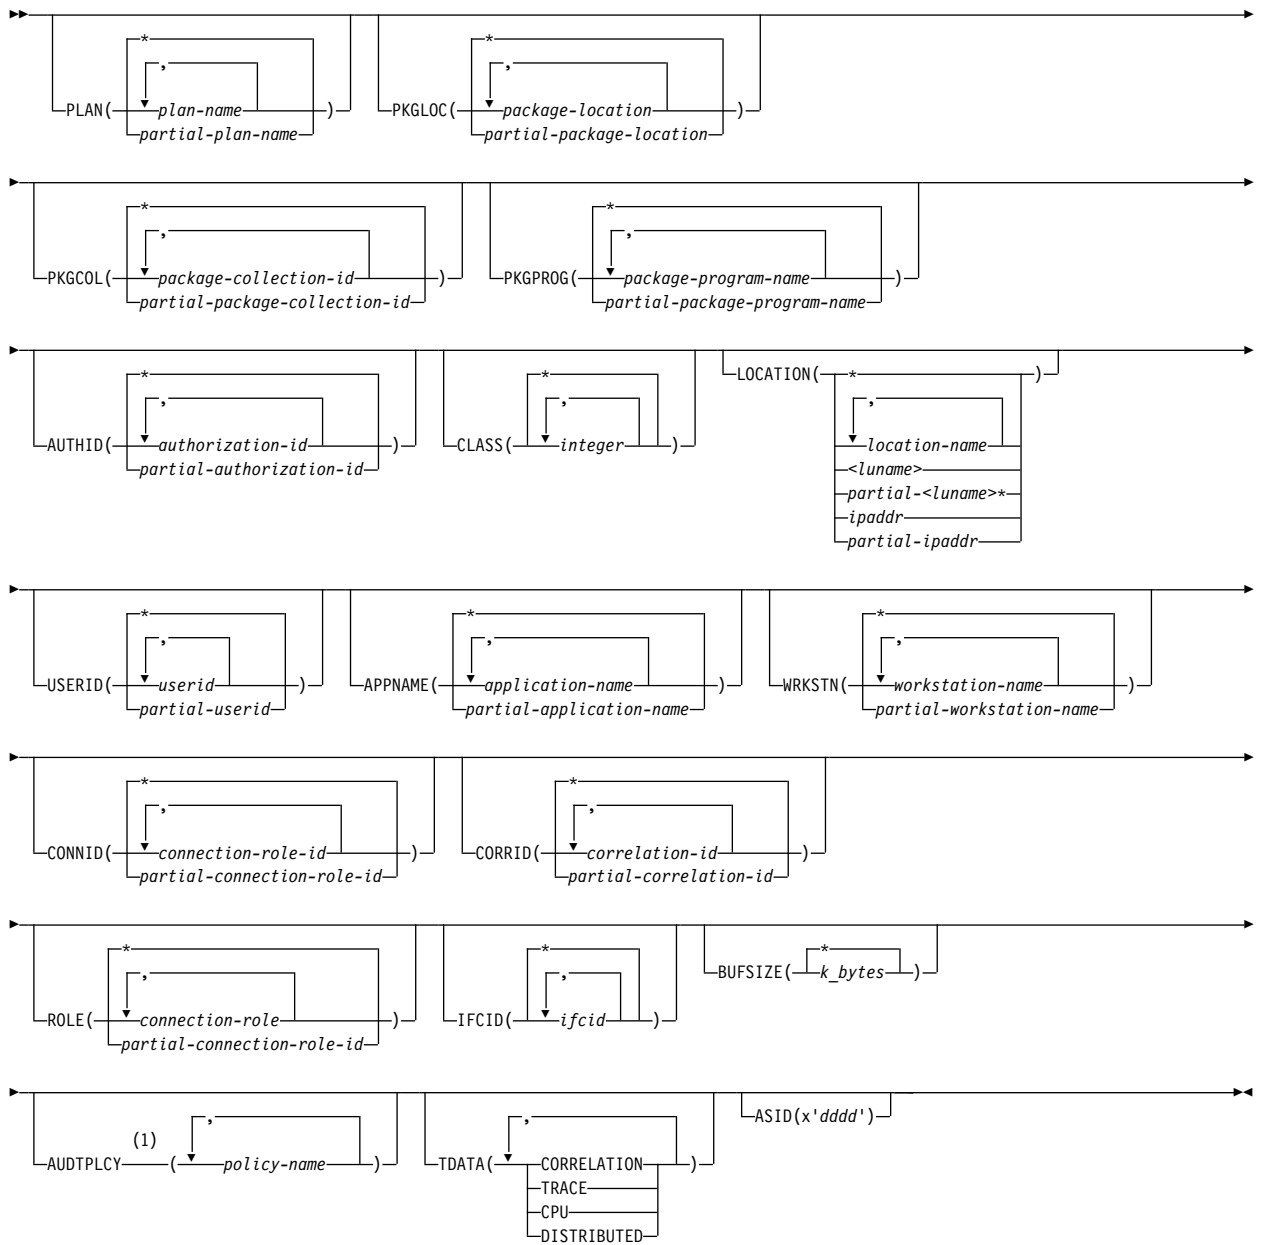 * *
, ,
PLAN( plan-name ) PKGLOC( package-location )
partial-plan-name partial-package-location
* *
, ,
PKGCOL( package-collection-id ) PKGPROG( package-program-name )
partial-package-collection-id partial-package-program-name
* * LOCATION( * )
, , ,
AUTHID( authorization-id ) CLASS( integer ) location-name
partial-authorization-id <luname>
partial-<luname>*
ipaddr
partial-ipaddr
* * *
, , ,
USERID( userid ) APPNAME( application-name ) WRKSTN( workstation-name )
partial-userid partial-application-name partial-workstation-name
* *
, ,
CONNID( connection-role-id ) CORRID( correlation-id )
partial-connection-role-id partial-correlation-id
* * *
, , BUFSIZE( k_bytes )
ROLE( connection-role ) IFCID( ifcid )
partial-connection-role-id
, , ASID(x'dddd')
(1)
AUDTPLCY ( policy-name ) TDATA( CORRELATION )
TRACE
CPU
DISTRIBUTED